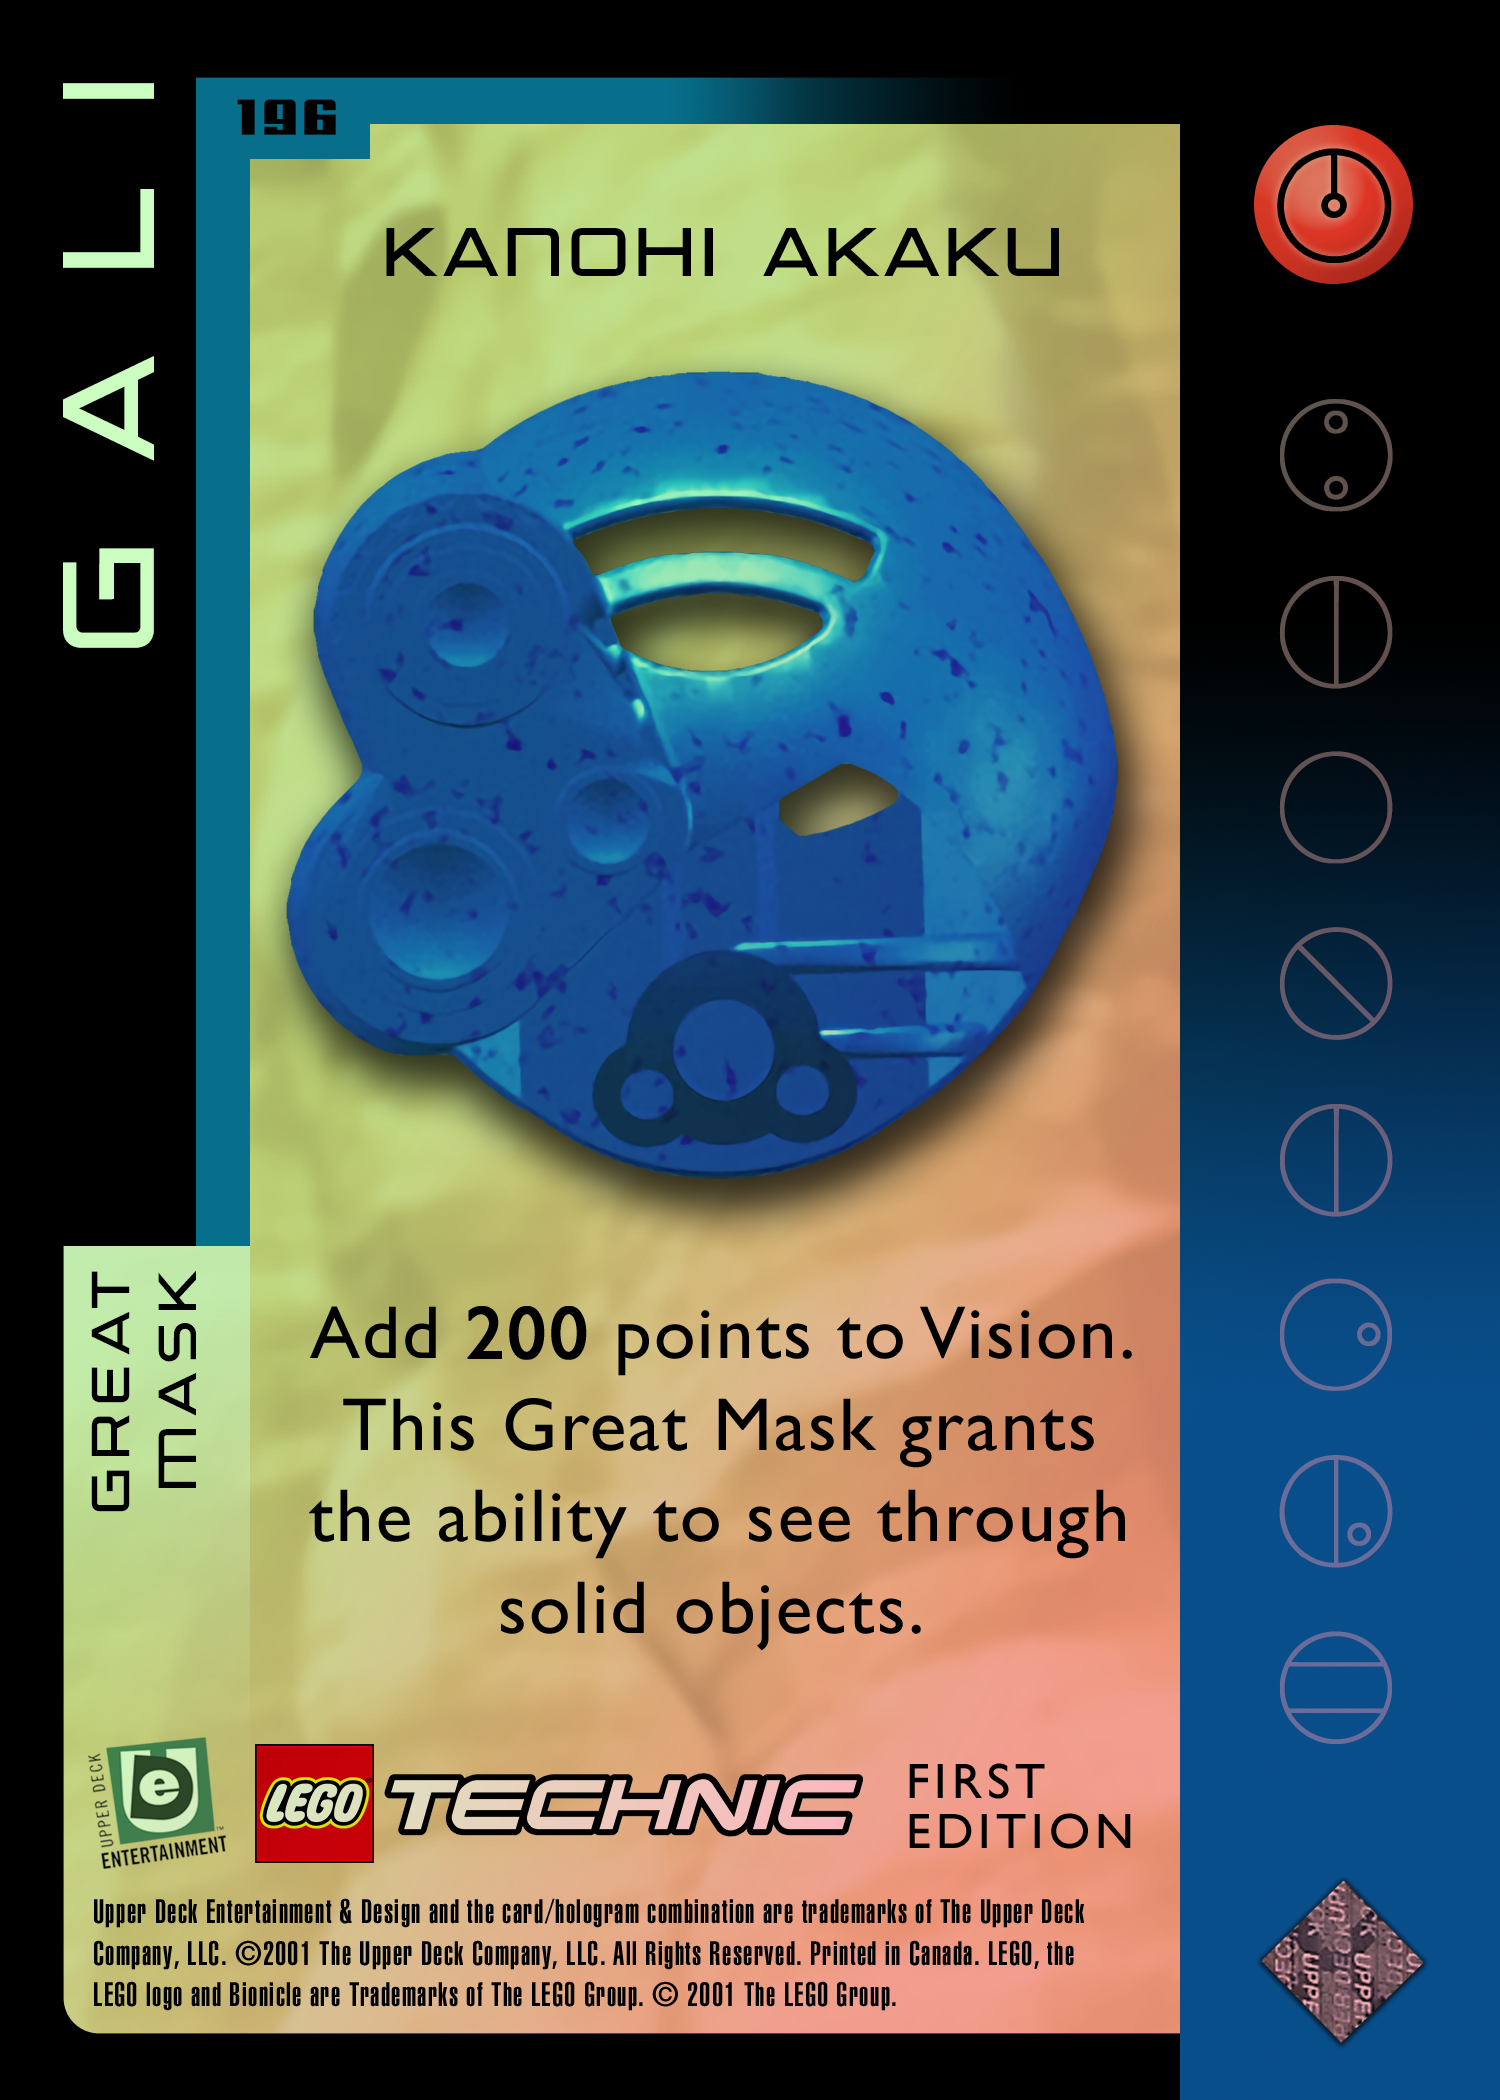 GALI
196
KANOHI AKAKU
GREAT
MASK
Add 200 points to Vision.
This Great Mask grants
the ability to see through
solid objects.
UPPER DECK
e
D
ENTERTAINMENT
™
LEGO
TECHNIC
FIRST
EDITION
Upper Deck Entertainment & Design and the card/hologram combination are trademarks of The Upper Deck
Company, LLC. ©2001 The Upper Deck Company, LLC. All Rights Reserved. Printed in Canada. LEGO, the
LEGO logo and Bionicle are Trademarks of The LEGO Group. © 2001 The LEGO Group.